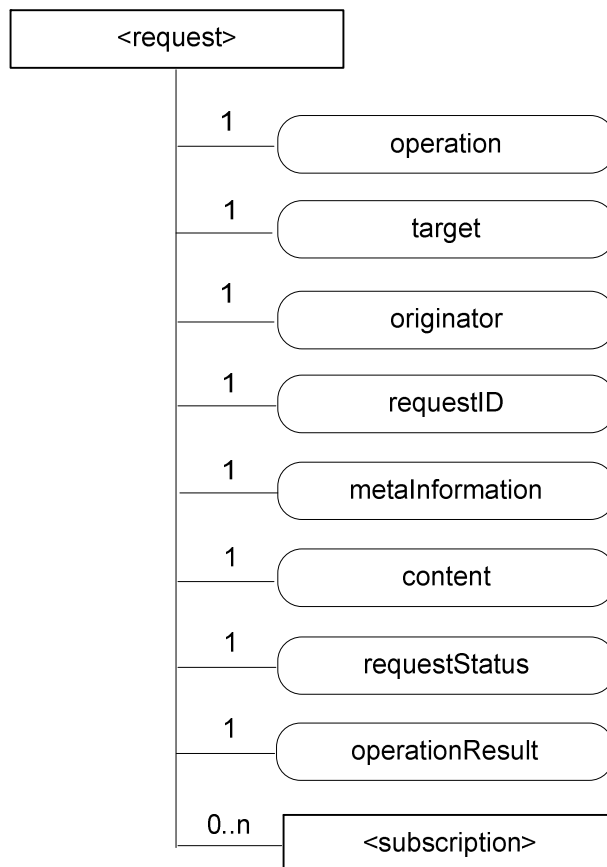 <request>
1
operation
1
target
1
originator
1
requestID
1
metaInformation
1
content
1
requestStatus
1
operationResult
0..n
<subscription>